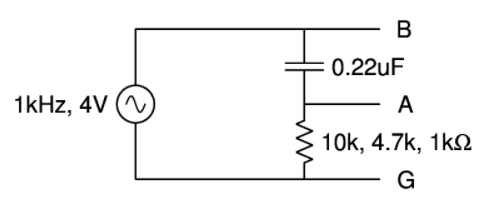 B
0.22uF
1kHz, 4V
A
10k, 4.7k, 1kΩ
G